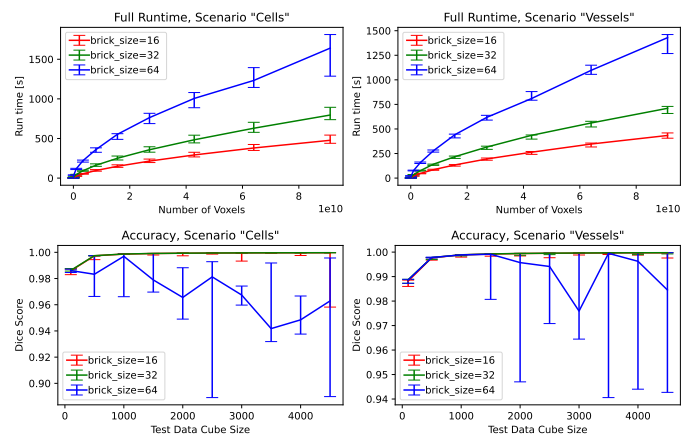 Full Runtime, Scenario "Cells"
Full Runtime, Scenario "Vessels"
brick_size=16
brick_size=32
brick_size=64
Run time [s]
0
500
1000
1500
0
2
4
6
8
1e10
Number of Voxels
brick_size=16
brick_size=32
brick_size=64
Run time [s]
0
250
500
750
1000
1250
1500
0
2
4
6
8
1e10
Number of Voxels
Accuracy, Scenario "Cells"
Accuracy, Scenario "Vessels"
Dice Score
1.00
0.98
0.96
0.94
0.92
0.90
brick_size=16
brick_size=32
brick_size=64
0
1000
2000
3000
4000
Test Data Cube Size
Dice Score
1.00
0.99
0.98
0.97
0.96
0.95
0.94
brick_size=16
brick_size=32
brick_size=64
0
1000
2000
3000
4000
Test Data Cube Size